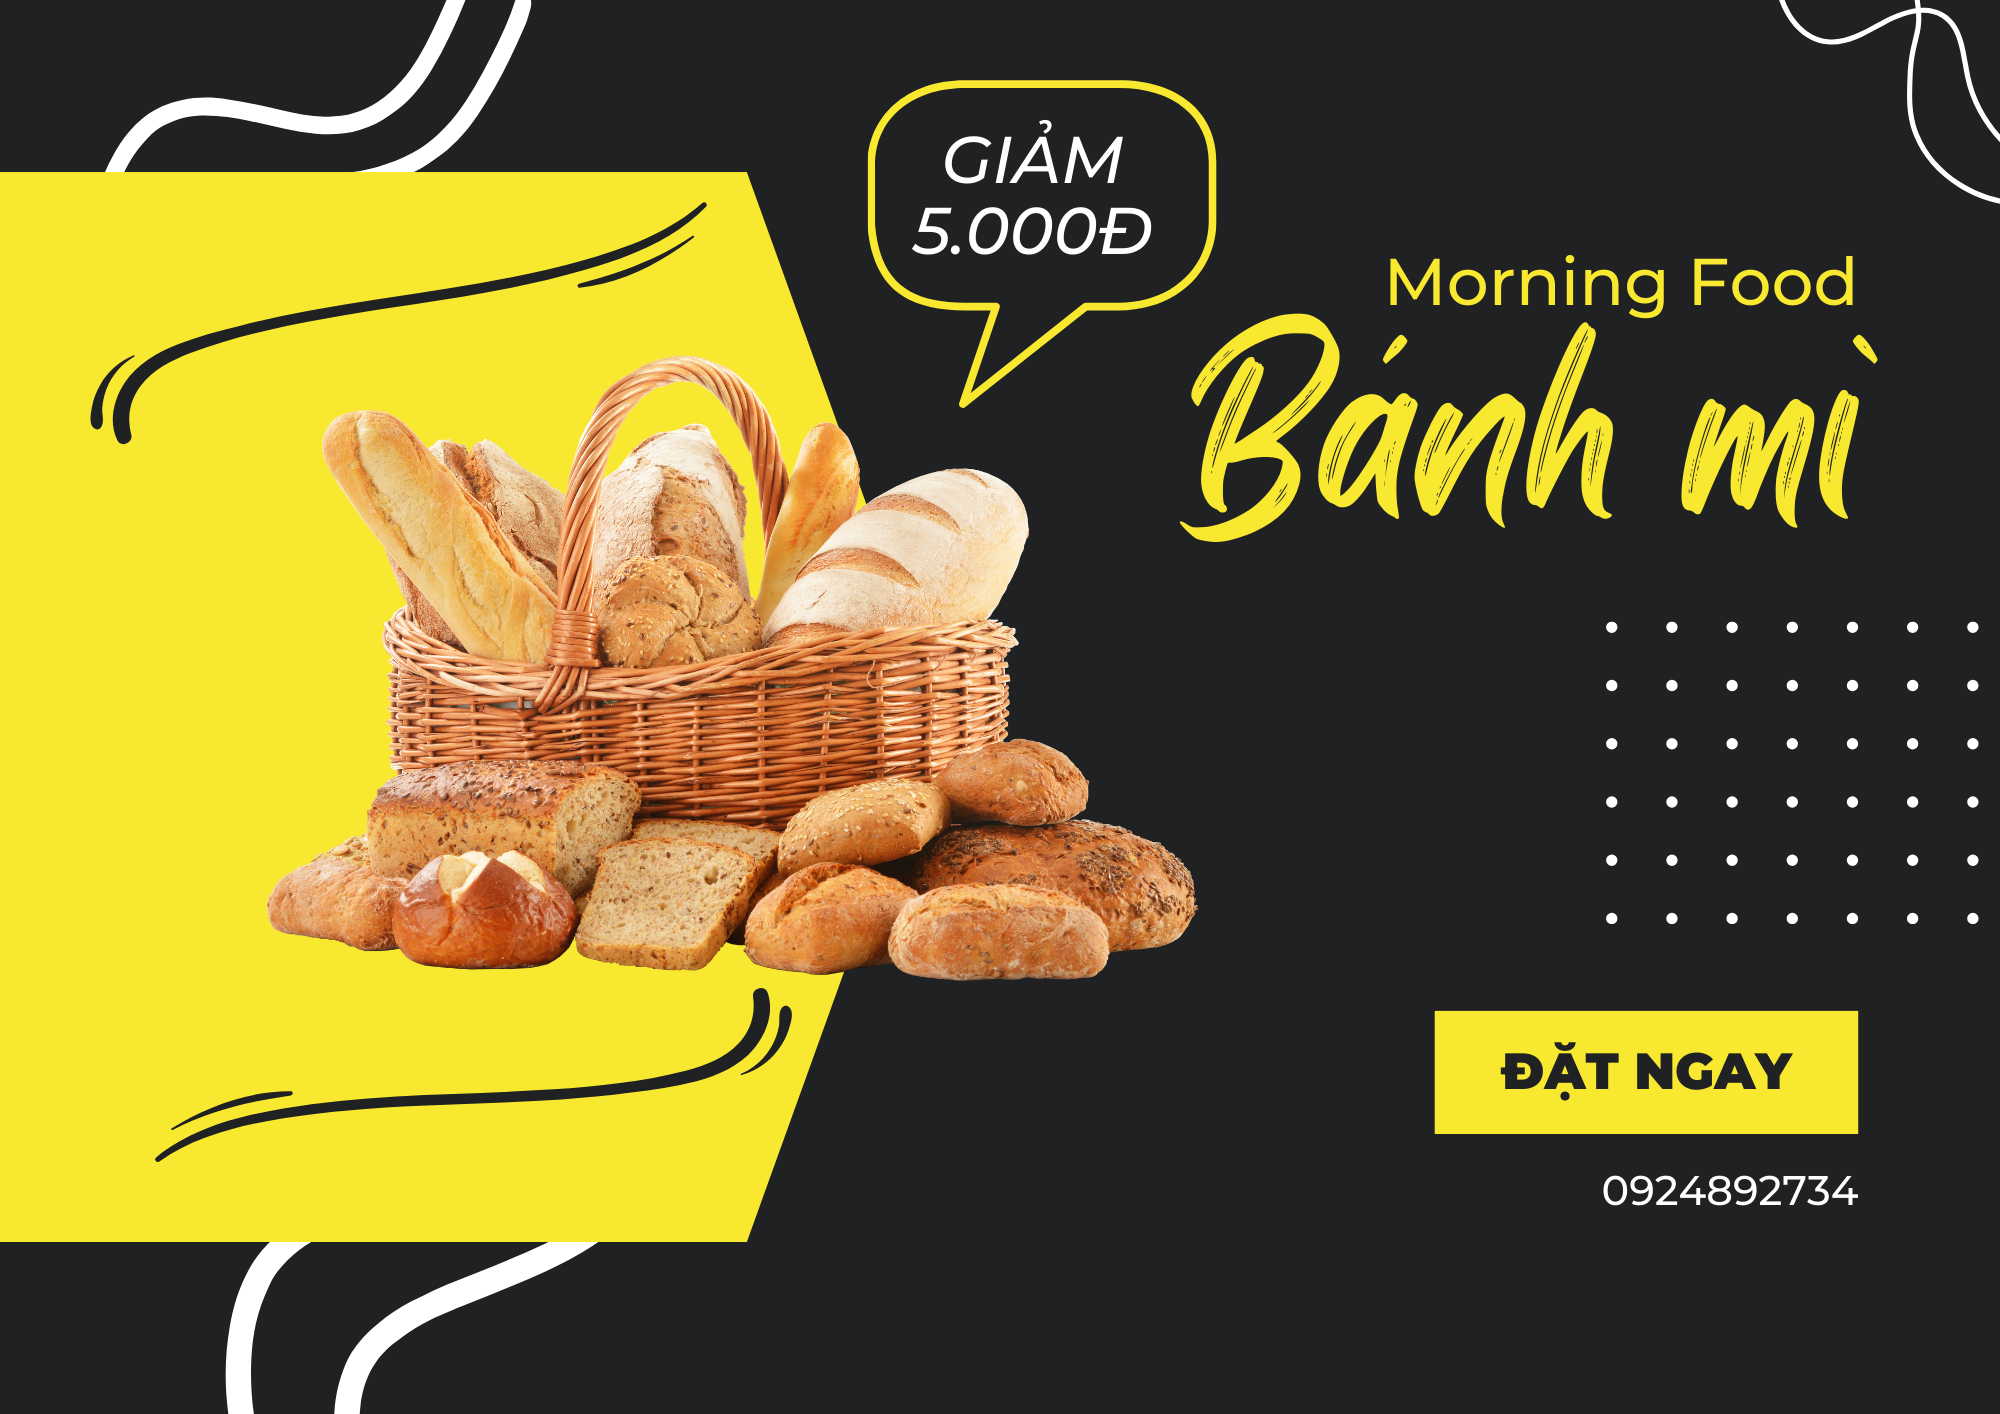 GIẢM
5.000Đ
Morning Food
Bánh mì
ĐẶT NGAY
0924892734